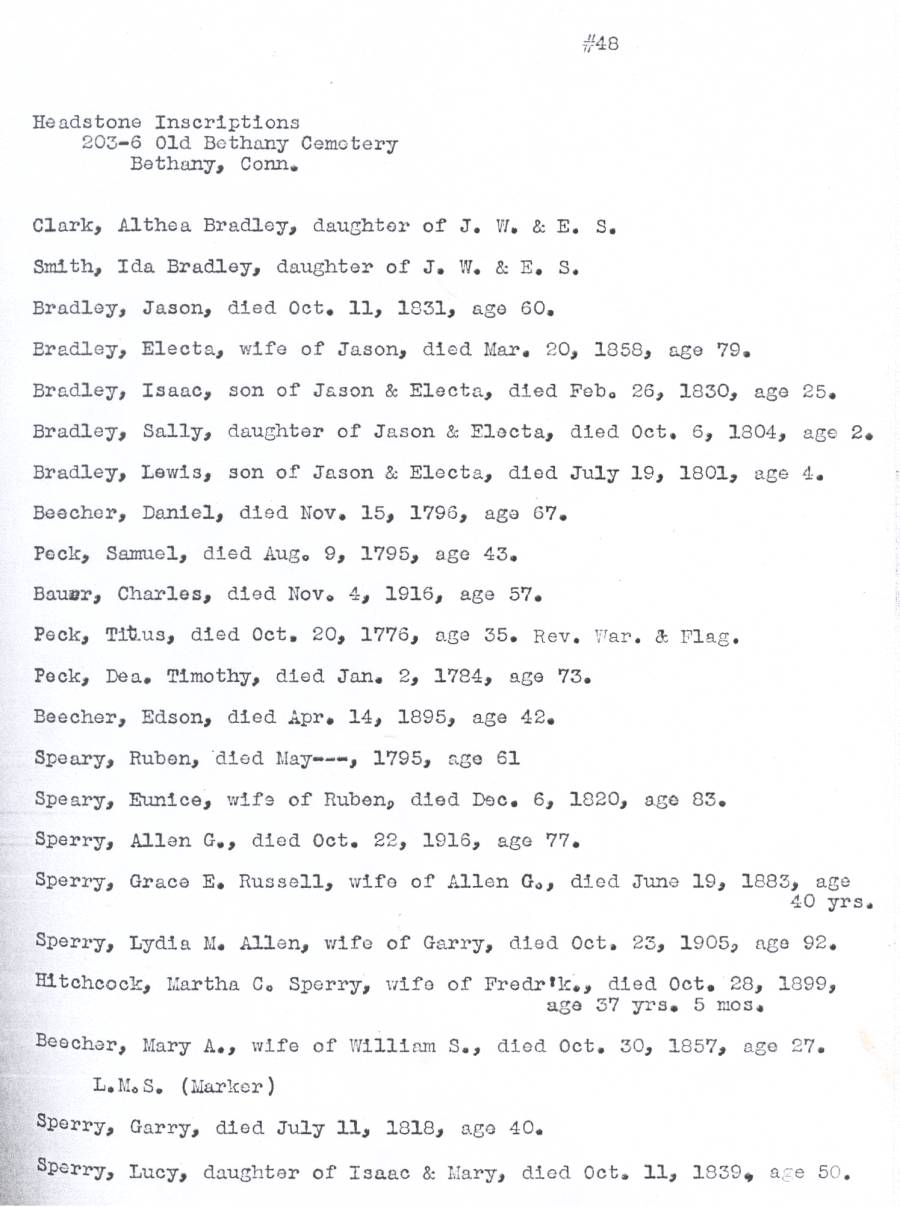 #48
Headstone Inscriptions
203-6 Old Bethany Cemetery
Bethany, Conn.
Clark, Althea Bradley, daughter of J. W. & E. S.
Smith, Ida Bradley, daughter of J. W. & E. S.
Bradley, Jason, died Oct. 11, 1831, age 60.
Bradley, Electa, wife of Jason, died Mar. 20, 1858, age 79.
Bradley, Isaac, son of Jason & Electa, died Feb. 26, 1830, age 25.
Bradley, Sally, daughter of Jason & Electa, died Oct. 6, 1804, age 2.
Bradley, Lewis, son of Jason & Electa, died July 19, 1801, age 4.
Beecher, Daniel, died Nov. 15, 1796, age 67.
Peck, Samuel, died Aug. 9, 1795, age 43.
Bauer, Charles, died Nov. 4, 1916, age 57.
Peck, Titus, died Oct. 20, 1776, age 35. Rev. War. & Flag.
Peck, Dea. Timothy, died Jan. 2, 1784, age 73.
Beecher, Edson, died Apr. 14, 1895, age 42.
Speary, Ruben, died May---, 1795, age 61
Speary, Eunice, wife of Ruben, died Dec. 6, 1820, age 83.
Sperry, Allen G., died Oct. 22, 1916, age 77.
Sperry, Grace E. Russell, wife of Allen G., died June 19, 1883, age
40 yrs.
Sperry, Lydia M. Allen, wife of Garry, died Oct. 23, 1905, age 92.
Hitchcock, Martha C. Sperry, wife of Fredr'k., died Oct. 28, 1899,
age 37 yrs. 5 mos.
Beecher, Mary A., wife of William S., died Oct. 30, 1857, age 27.
L.M.S. (Marker)
Sperry, Garry, died July 11, 1818, age 40.
Sperry, Lucy, daughter of Isaac & Mary, died Oct. 11, 1839, age 50.